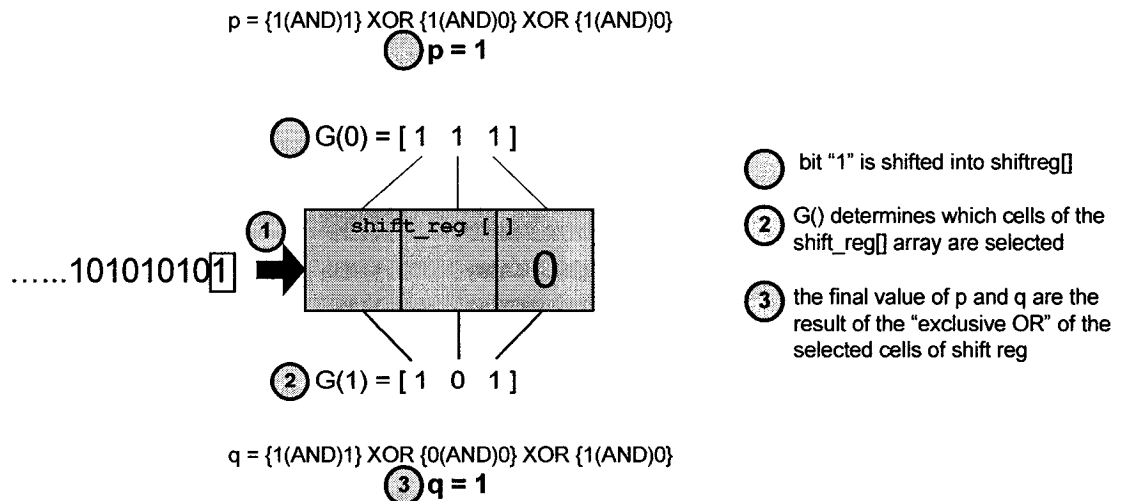 p = {1(AND)1} XOR {1(AND)0} XOR {1(AND)0}
p = 1
G(0) = [ 1 1 1 ]
bit "1" is shifted into shiftreg[]
1
shift_reg [ ]
2 G() determines which cells of the
shift_reg[] array are selected
......101010101
0
3 the final value of p and q are the
result of the "exclusive OR" of the
selected cells of shift reg
2 G(1) = [ 1 0 1 ]
q = {1(AND)1} XOR {0(AND)0} XOR {1(AND)0}
3 q = 1